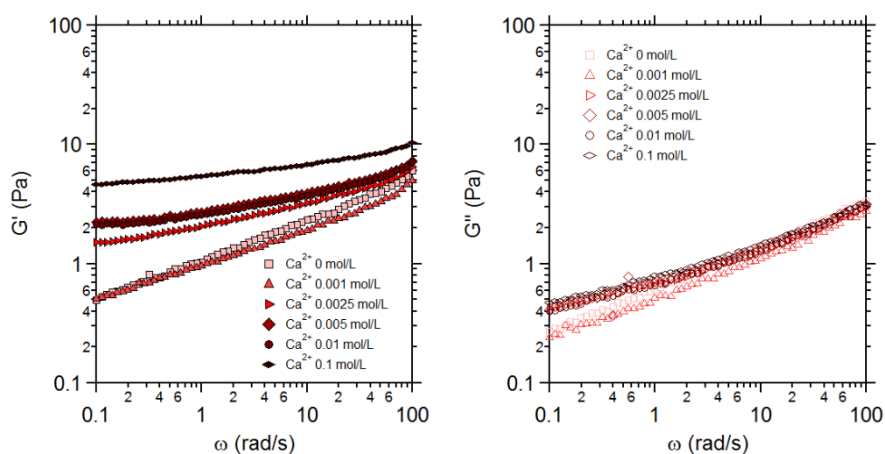 G' (Pa)
100
6
4
2
10
6
4
2
1
6
4
2
0.1
Ca²⁺ 0 mol/L
Ca²⁺ 0.001 mol/L
Ca²⁺ 0.0025 mol/L
Ca²⁺ 0.005 mol/L
Ca²⁺ 0.01 mol/L
Ca²⁺ 0.1 mol/L
0.1 2 4 6 1 2 4 6 10 2 4 6 100
ω (rad/s)
G'' (Pa)
100
6
4
2
10
6
4
2
1
6
4
2
0.1
Ca²⁺ 0 mol/L
Ca²⁺ 0.001 mol/L
Ca²⁺ 0.0025 mol/L
Ca²⁺ 0.005 mol/L
Ca²⁺ 0.01 mol/L
Ca²⁺ 0.1 mol/L
0.1 2 4 6 1 2 4 6 10 2 4 6 100
ω (rad/s)